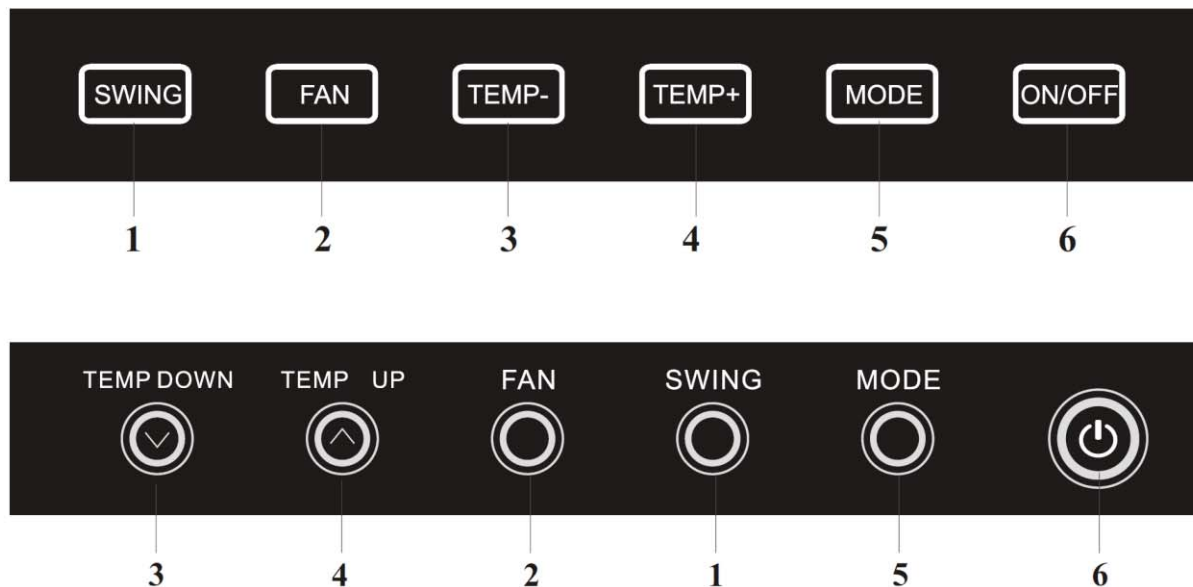 SWING FAN TEMP- TEMP+ MODE ON/OFF
1 2 3 4 5 6
TEMP DOWN TEMP UP FAN SWING MODE
3 4 2 1 5 6